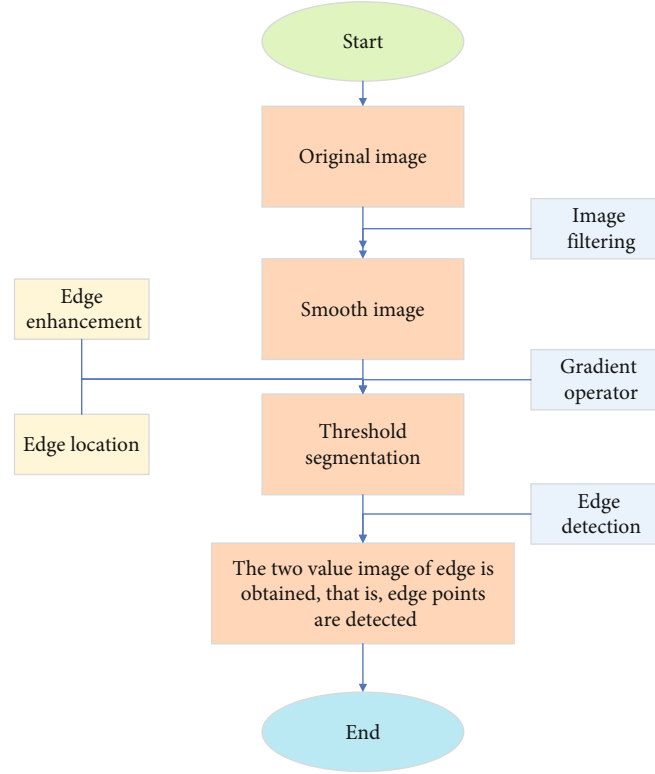 Start
Original image
Image
filtering
Smooth image
Edge
enhancement
Gradient
operator
Edge location
Threshold
segmentation
Edge
detection
The two value image of edge is
obtained, that is, edge points
are detected
End